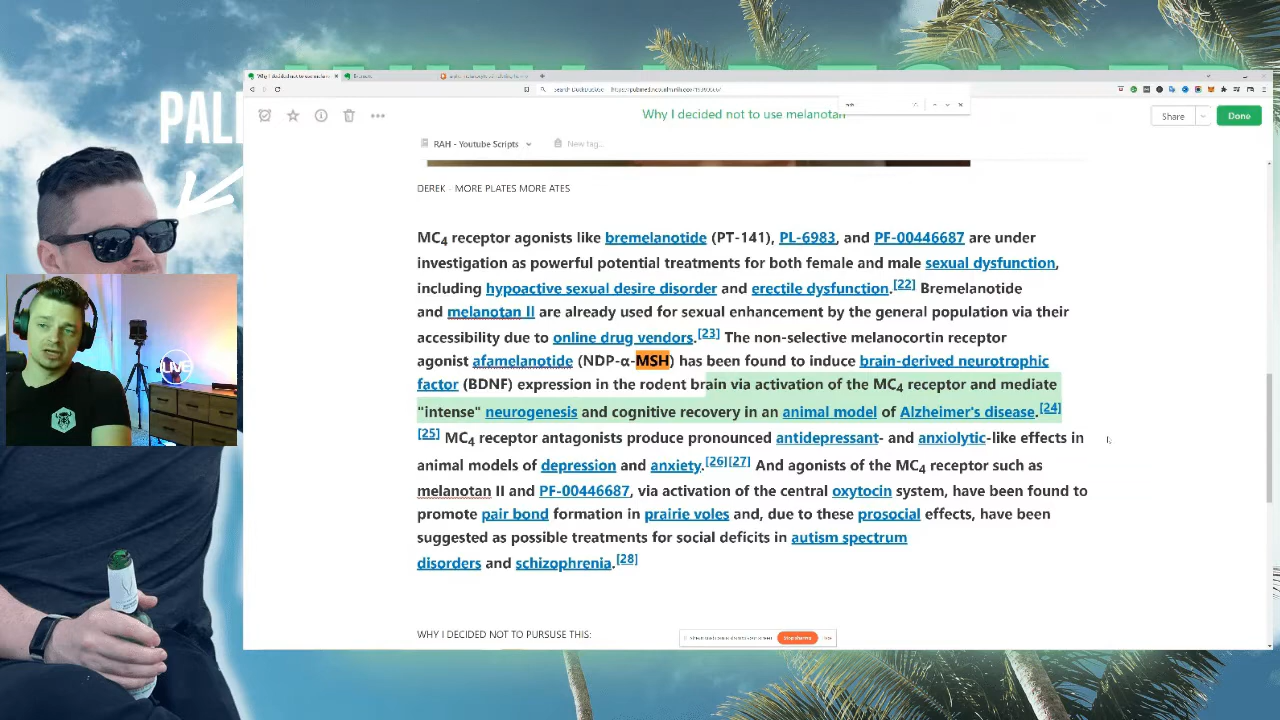 PALE
Why I decided not to use melanotan
Share
Done
RAH - Youtube Scripts
New tag...
DEREK - MORE PLATES MORE ATES
MC4 receptor agonists like bremelanotide (PT-141), PL-6983, and PF-00446687 are under
investigation as powerful potential treatments for both female and male sexual dysfunction,
including hypoactive sexual desire disorder and erectile dysfunction.[22] Bremelanotide
and melanotan II are already used for sexual enhancement by the general population via their
accessibility due to online drug vendors.[23] The non-selective melanocortin receptor
agonist afamelanotide (NDP-α-MSH) has been found to induce brain-derived neurotrophic
factor (BDNF) expression in the rodent brain via activation of the MC4 receptor and mediate
"intense" neurogenesis and cognitive recovery in an animal model of Alzheimer's disease.[24]
[25] MC4 receptor antagonists produce pronounced antidepressant- and anxiolytic-like effects in
animal models of depression and anxiety.[26][27] And agonists of the MC4 receptor such as
melanotan II and PF-00446687, via activation of the central oxytocin system, have been found to
promote pair bond formation in prairie voles and, due to these prosocial effects, have been
suggested as possible treatments for social deficits in autism spectrum
disorders and schizophrenia.[28]
WHY I DECIDED NOT TO PURSUSE THIS:
LIVE